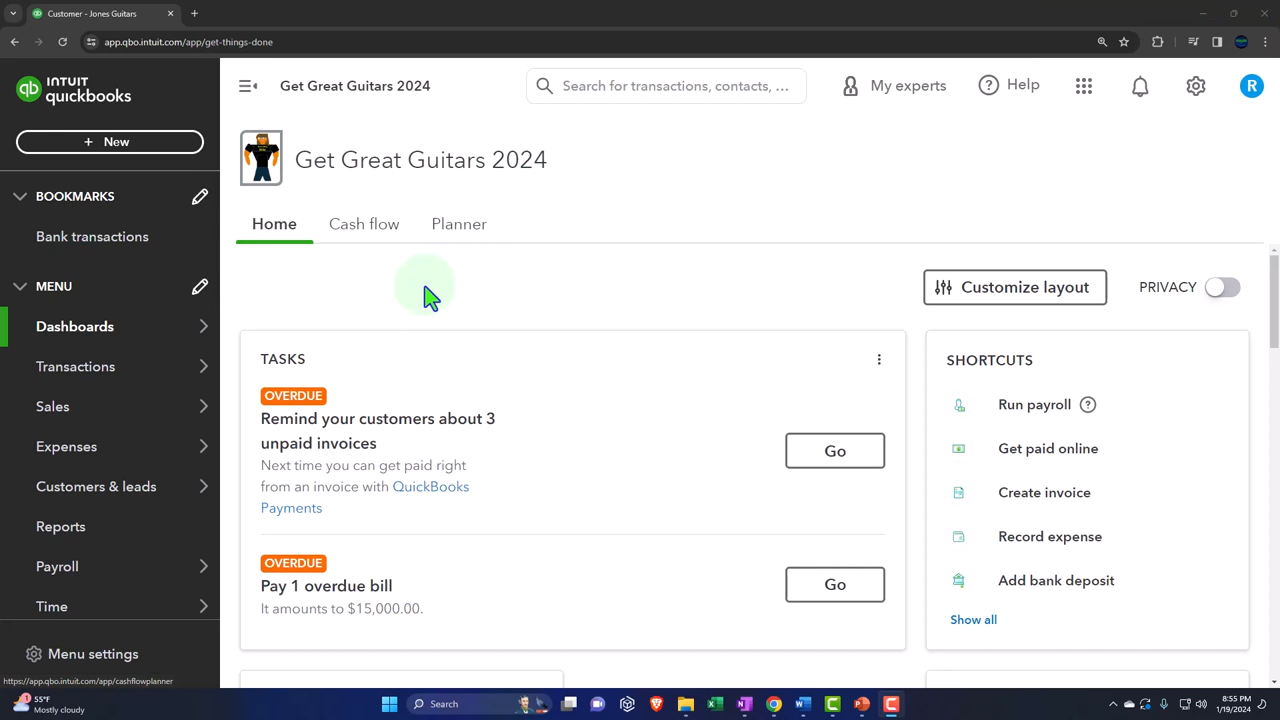 Customer - Jones Guitars
app.qbo.intuit.com/app/get-things-done
INTUIT
quickbooks
Get Great Guitars 2024
Search for transactions, contacts, ...
My experts
Help
R
+ New
Get Great Guitars 2024
BOOKMARKS
Bank transactions
Home
Cash flow
Planner
MENU
Dashboards
Transactions
Sales
Expenses
Customers & leads
Reports
Payroll
Time
Menu settings
Customize layout
PRIVACY
TASKS
OVERDUE
Remind your customers about 3
unpaid invoices
Next time you can get paid right
from an invoice with QuickBooks
Payments
Go
OVERDUE
Pay 1 overdue bill
It amounts to $15,000.00.
Go
SHORTCUTS
Run payroll
Get paid online
Create invoice
Record expense
Add bank deposit
Show all
https://app.qbo.intuit.com/app/cashflowplanner
1
55°F
Mostly cloudy
Search
8:55 PM
1/19/2024